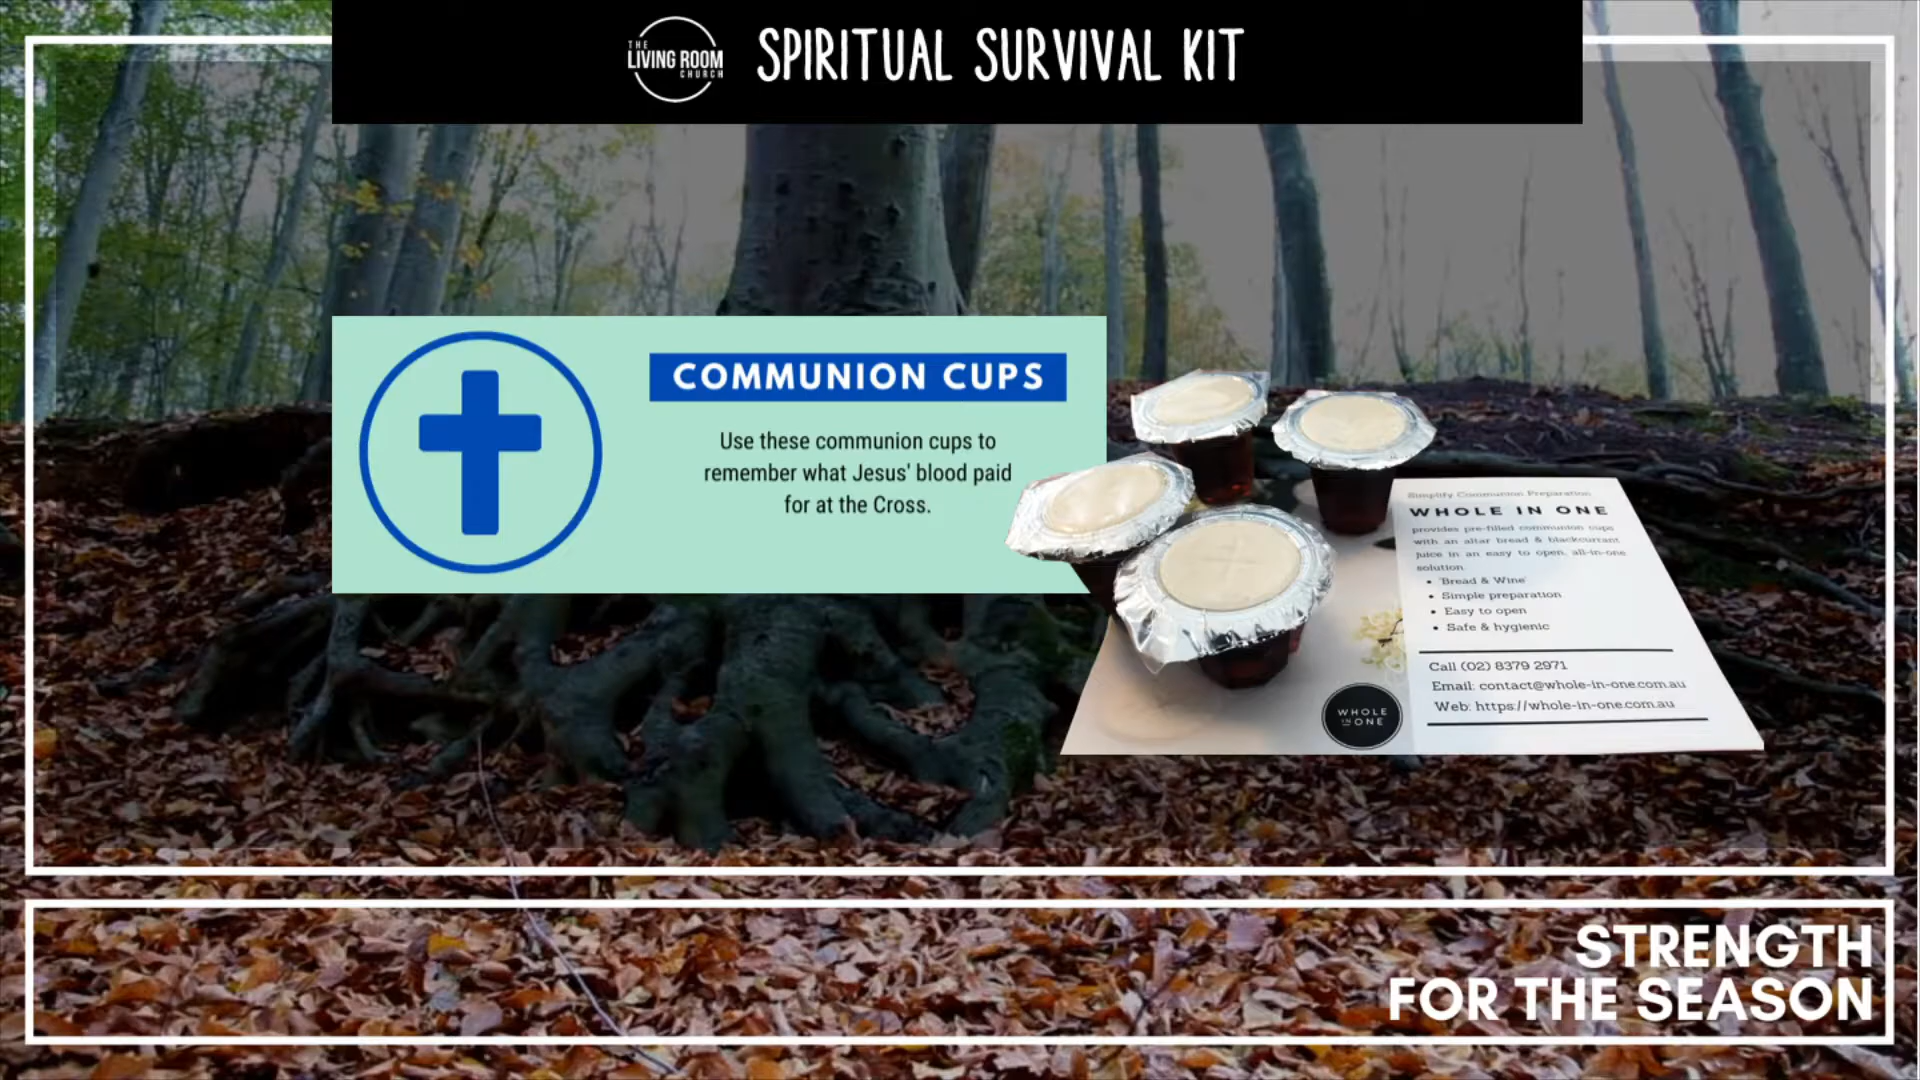 THE
LIVING ROOM
CHURCH
SPIRITUAL SURVIVAL KIT
COMMUNION CUPS
Use these communion cups to
remember what Jesus' blood paid
for at the Cross.
Simplify Communion Preparation
WHOLE IN ONE
provides pre-filled communion cups
with an altar bread & blackcurrant
juice in an easy to open, all-in-one
solution.
• 'Bread & Wine'
• Simple preparation
• Easy to open
• Safe & hygienic
Call (02) 8379 2971
Email: contact@whole-in-one.com.au
Web: https://whole-in-one.com.au
WHOLE
IN ONE
STRENGTH
FOR THE SEASON